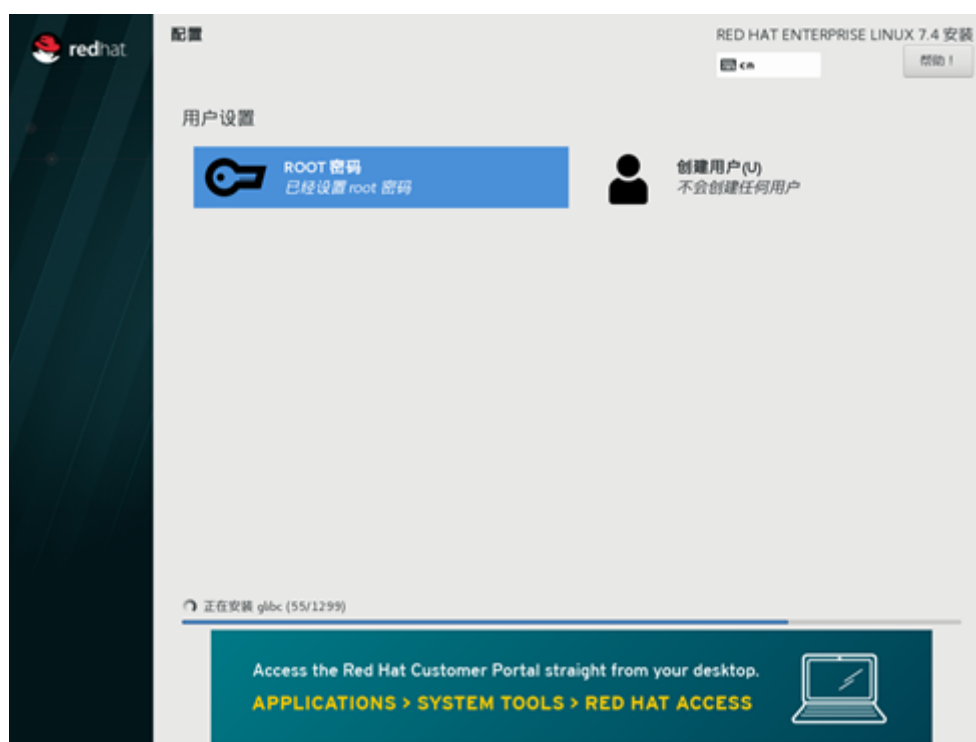 redhat
配置
RED HAT ENTERPRISE LINUX 7.4 安装
cn
帮助！
用户设置
ROOT 密码
已经设置 root 密码
创建用户(U)
不会创建任何用户
正在安装 glibc (55/1299)
Access the Red Hat Customer Portal straight from your desktop.
APPLICATIONS > SYSTEM TOOLS > RED HAT ACCESS